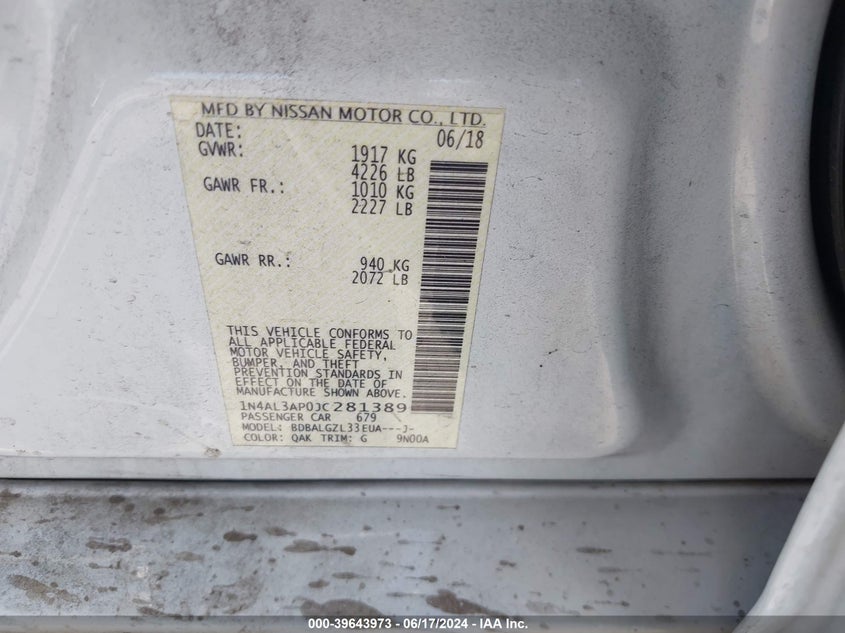 MFD BY NISSAN MOTOR CO., LTD.
DATE: 06/18
GVWR: 1917 KG
4226 LB
GAWR FR.: 1010 KG
2227 LB
GAWR RR.: 940 KG
2072 LB
THIS VEHICLE CONFORMS TO
ALL APPLICABLE FEDERAL
MOTOR VEHICLE SAFETY,
BUMPER, AND THEFT
PREVENTION STANDARDS IN
EFFECT ON THE DATE OF
MANUFACTURE SHOWN ABOVE.
1N4AL3AP0JC281389
PASSENGER CAR 679
MODEL: BDBALGZL33EUA---J-
COLOR: QAK TRIM: G 9N00A
000-39643973 - 06/17/2024 - IAA Inc.